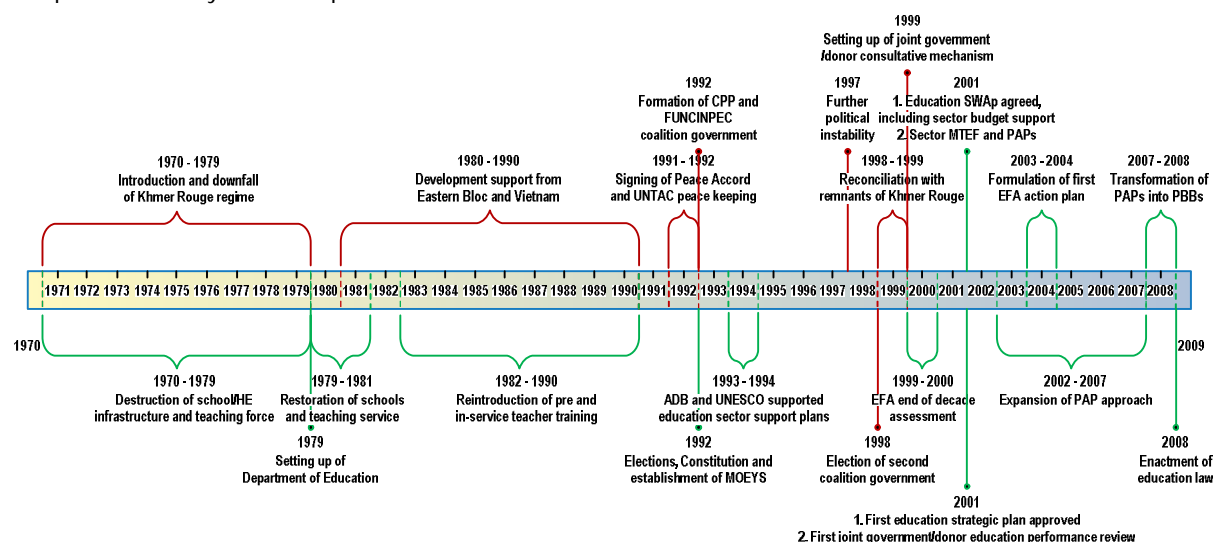 1999
Setting up of joint government
/donor consultative mechanism
1992
Formation of CPP and
FUNCINPEC
coalition government
1997
Further
political
instability
2001
1. Education SWAp agreed,
including sector budget support
2. Sector MTEF and PAPs
1970 - 1979
Introduction and downfall
of Khmer Rouge regime
1980 - 1990
Development support from
Eastern Bloc and Vietnam
1991 - 1992
Signing of Peace Accord
and UNTAC peace keeping
1998 - 1999
Reconciliation with
remnants of Khmer Rouge
2003 - 2004
Formulation of first
EFA action plan
2007 - 2008
Transformation of
PAPs into PBBs
1971 1972 1973 1974 1975 1976 1977 1978 1979 1980 1981 1982 1983 1985 1986 1987 1988 1989 1990 1991 1992 1993 1994 1995 1996 1997 1998 1999 2000 2001 2002 2003 2004 2005 2006 2007 2008
1970
2009
1970 - 1979
Destruction of school/HE
infrastructure and teaching force
1979 - 1981
Restoration of schools
and teaching service
1982 - 1990
Reintroduction of pre and
in-service teacher training
1993 - 1994
ADB and UNESCO supported
education sector support plans
1999 - 2000
EFA end of decade
assessment
2002 - 2007
Expansion of PAP approach
1979
Setting up of
Department of Education
1992
Elections, Constitution and
establishment of MOEYS
1998
Election of second
coalition government
2008
Enactment of
education law
2001
1. First education strategic plan approved
2. First joint government/donor education performance review